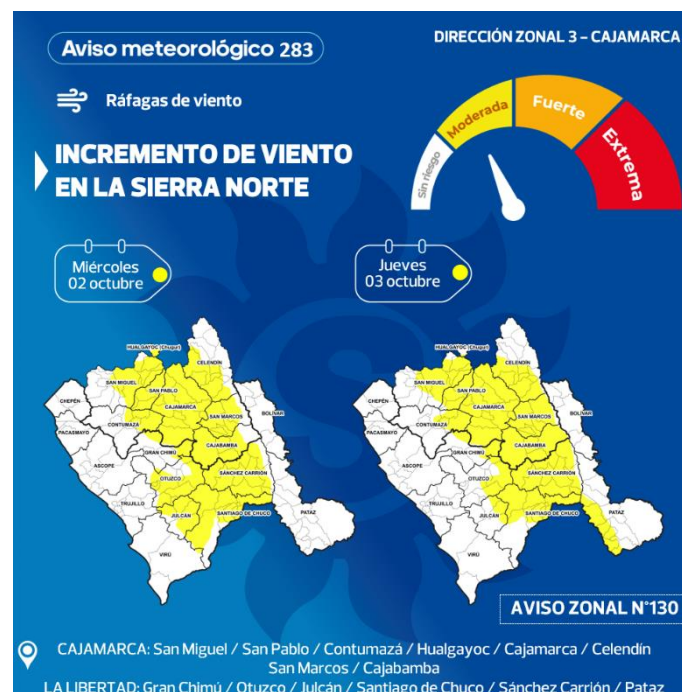 Aviso meteorológico 283
DIRECCIÓN ZONAL 3 – CAJAMARCA
Ráfagas de viento
INCREMENTO DE VIENTO
EN LA SIERRA NORTE
Sin riesgo
Moderada
Fuerte
Extrema
Miércoles
02 octubre
Jueves
03 octubre
HUALGAYOC (Chugur)
CELENDÍN
SAN MIGUEL
SAN PABLO
CHEPÉN
CAJAMARCA
BOLÍVAR
SAN MARCOS
CONTUMAZÁ
PACASMAYO
CAJABAMBA
GRAN CHIMÚ
ASCOPE
SÁNCHEZ CARRIÓN
OTUZCO
TRUJILLO
PATAZ
JULCÁN
SANTIAGO DE CHUCO
VIRÚ
HUALGAYOC (Chugur)
CELENDÍN
SAN MIGUEL
SAN PABLO
CHEPÉN
CAJAMARCA
BOLÍVAR
SAN MARCOS
CONTUMAZÁ
PACASMAYO
CAJABAMBA
GRAN CHIMÚ
ASCOPE
SÁNCHEZ CARRIÓN
OTUZCO
TRUJILLO
PATAZ
JULCÁN
SANTIAGO DE CHUCO
VIRÚ
AVISO ZONAL N°130
CAJAMARCA: San Miguel / San Pablo / Contumazá / Hualgayoc / Cajamarca / Celendín
San Marcos / Cajabamba
LA LIBERTAD: Gran Chimú / Otuzco / Julcán / Santiago de Chuco / Sánchez Carrión / Pataz